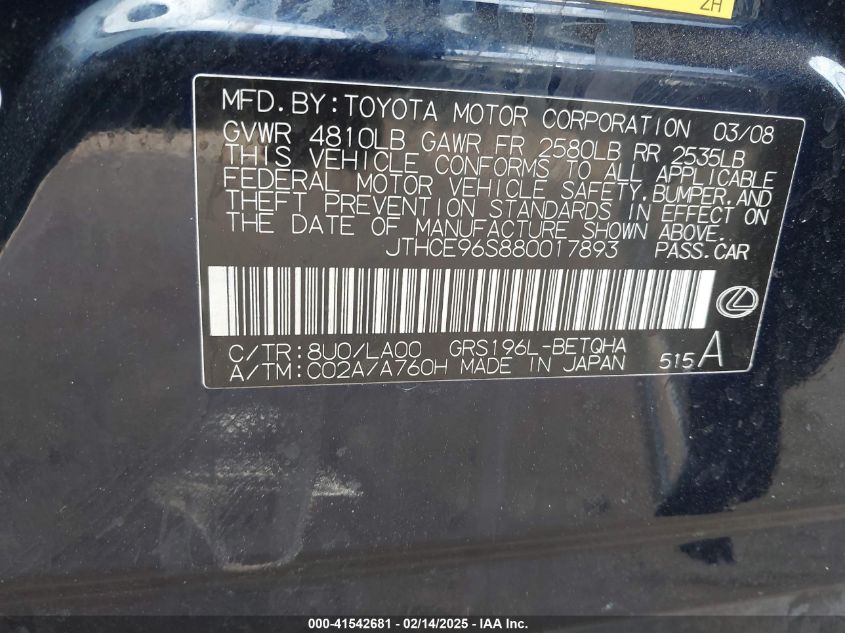 2H
MFD. BY: TOYOTA MOTOR CORPORATION 03/08
GVWR 4810LB GAWR FR 2580LB RR 2535LB
THIS VEHICLE CONFORMS TO ALL APPLICABLE
FEDERAL MOTOR VEHICLE SAFETY, BUMPER, AND
THEFT PREVENTION STANDARDS IN EFFECT ON
THE DATE OF MANUFACTURE SHOWN ABOVE.
JTHCE96S880017893 PASS. CAR
C/TR: 8U0/LA00 GRS196L-BETQHA
A/TM: C02A/A760H MADE IN JAPAN 515 A
000-41542681 - 02/14/2025 - IAA Inc.